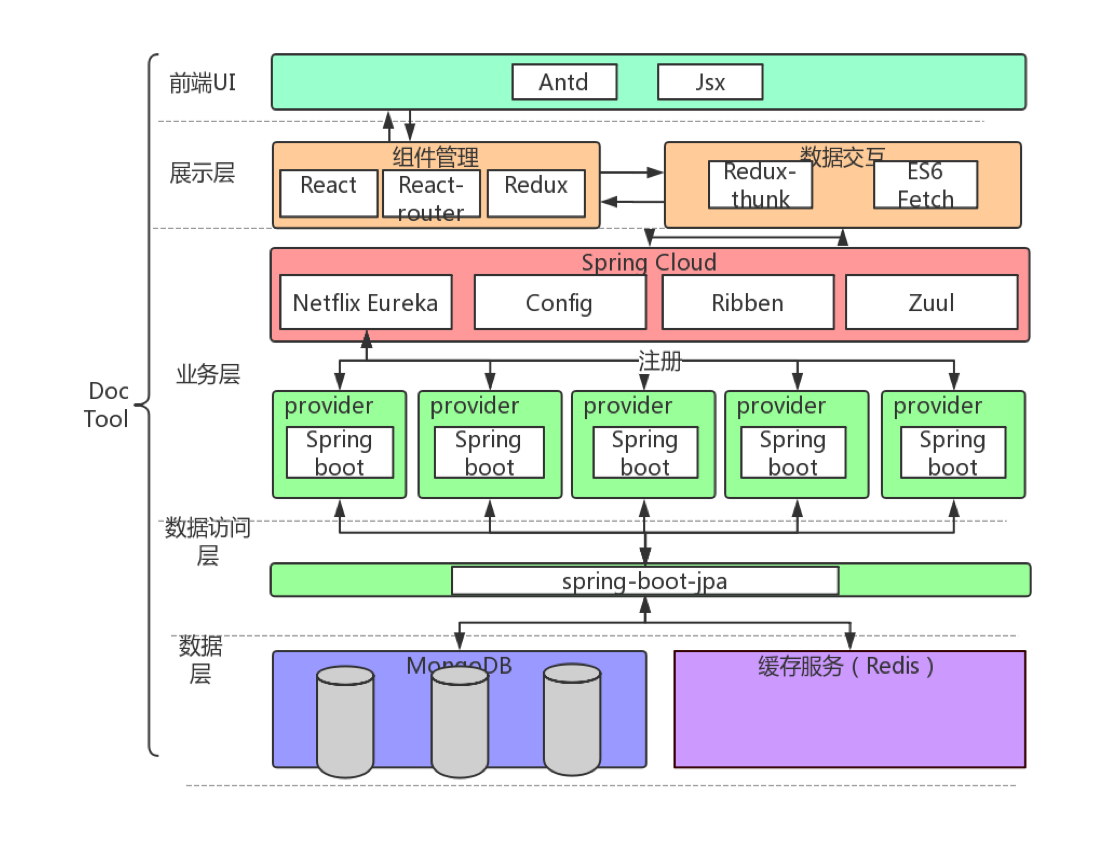 前端UI
Antd
Jsx
展示层
组件管理
React
React-
router
Redux
数据交互
Redux-
thunk
ES6
Fetch
Spring Cloud
Netflix Eureka
Config
Ribben
Zuul
业务层
注册
Doc
Tool
provider
Spring
boot
provider
Spring
boot
provider
Spring
boot
provider
Spring
boot
provider
Spring
boot
数据访问
层
spring-boot-jpa
数据
层
MongoDB
缓存服务（Redis）